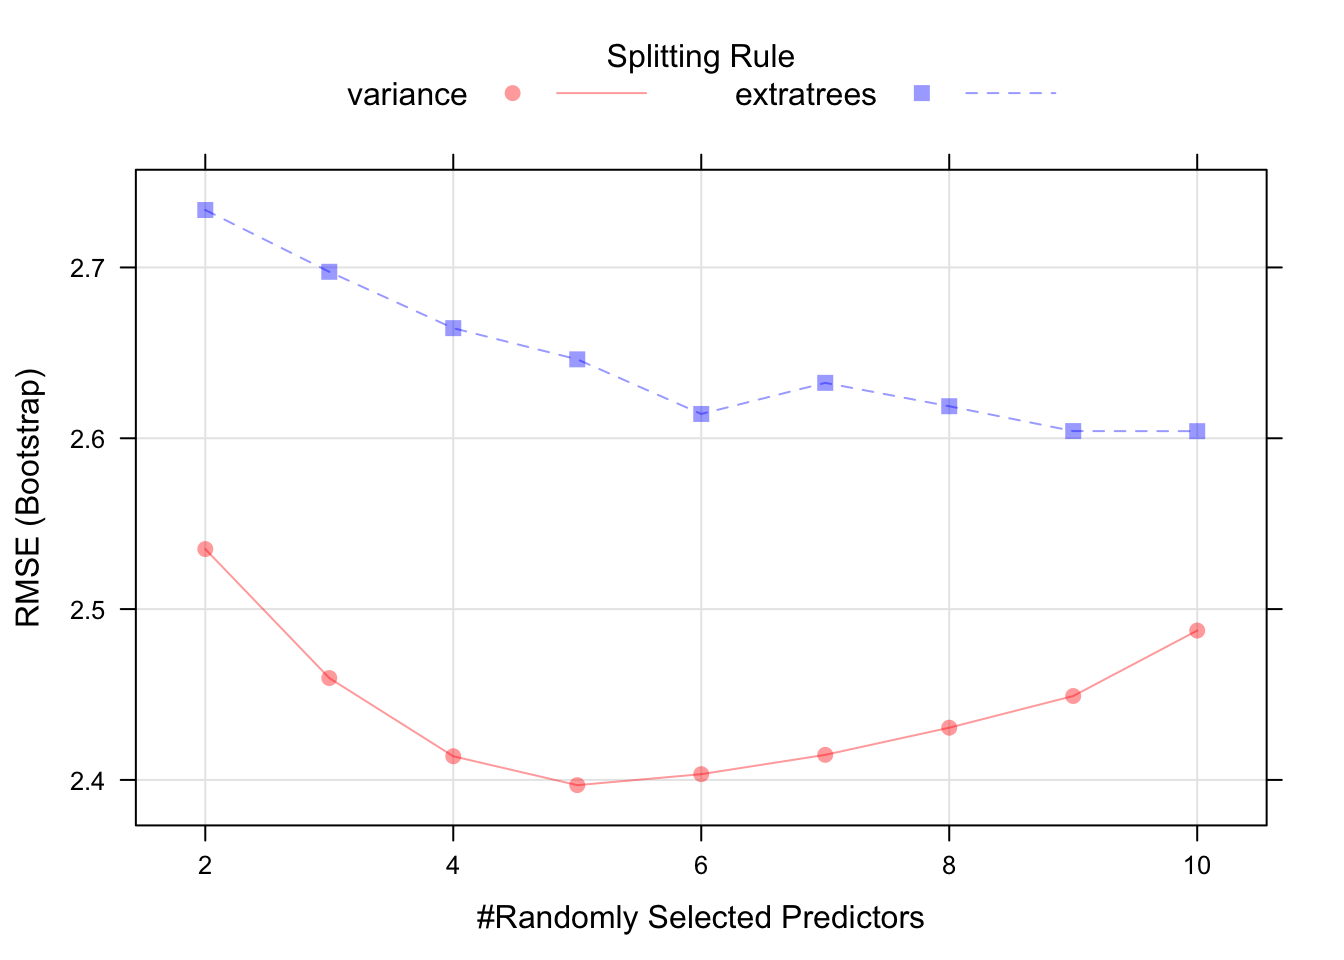 Splitting Rule
variance extratrees
2.7
2.6
2.5
2.4
RMSE (Bootstrap)
2 4 6 8 10
#Randomly Selected Predictors